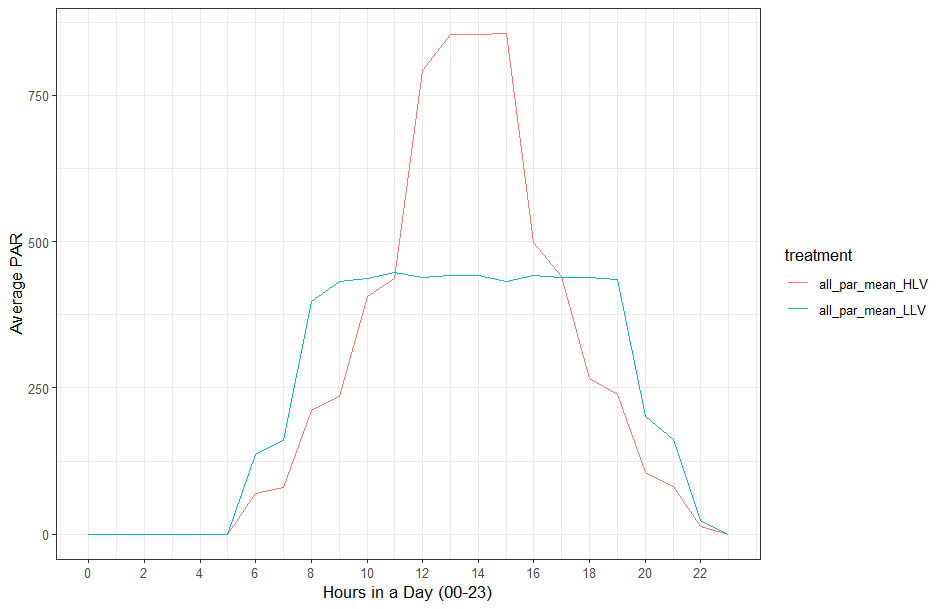 750
500
250
0
Average PAR
0 2 4 6 8 10 12 14 16 18 20 22
Hours in a Day (00-23)
treatment
all_par_mean_HLV
all_par_mean_LLV